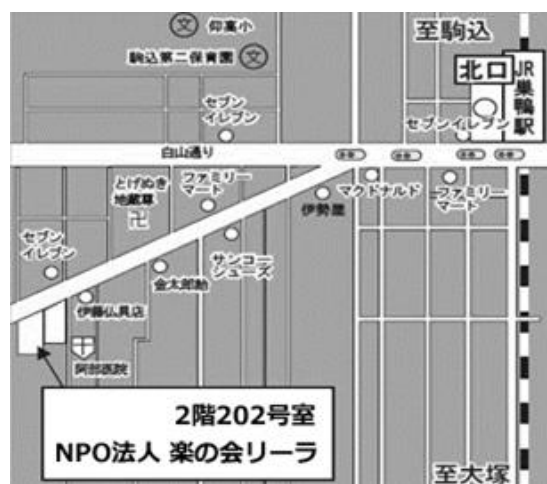 文 仰高小
至駒込
駒込第二保育園 文
北口
JR巣鴨駅
セブン
イレブン
セブンイレブン
白山通り
とげぬき
地蔵尊
卍
ファミリー
マート
マクドナルド
ファミリー
マート
伊勢屋
セブン
イレブン
サンコー
シューズ
金太郎飴
伊藤仏具店
阿部医院
2階202号室
NPO法人 楽の会リーラ
至大塚